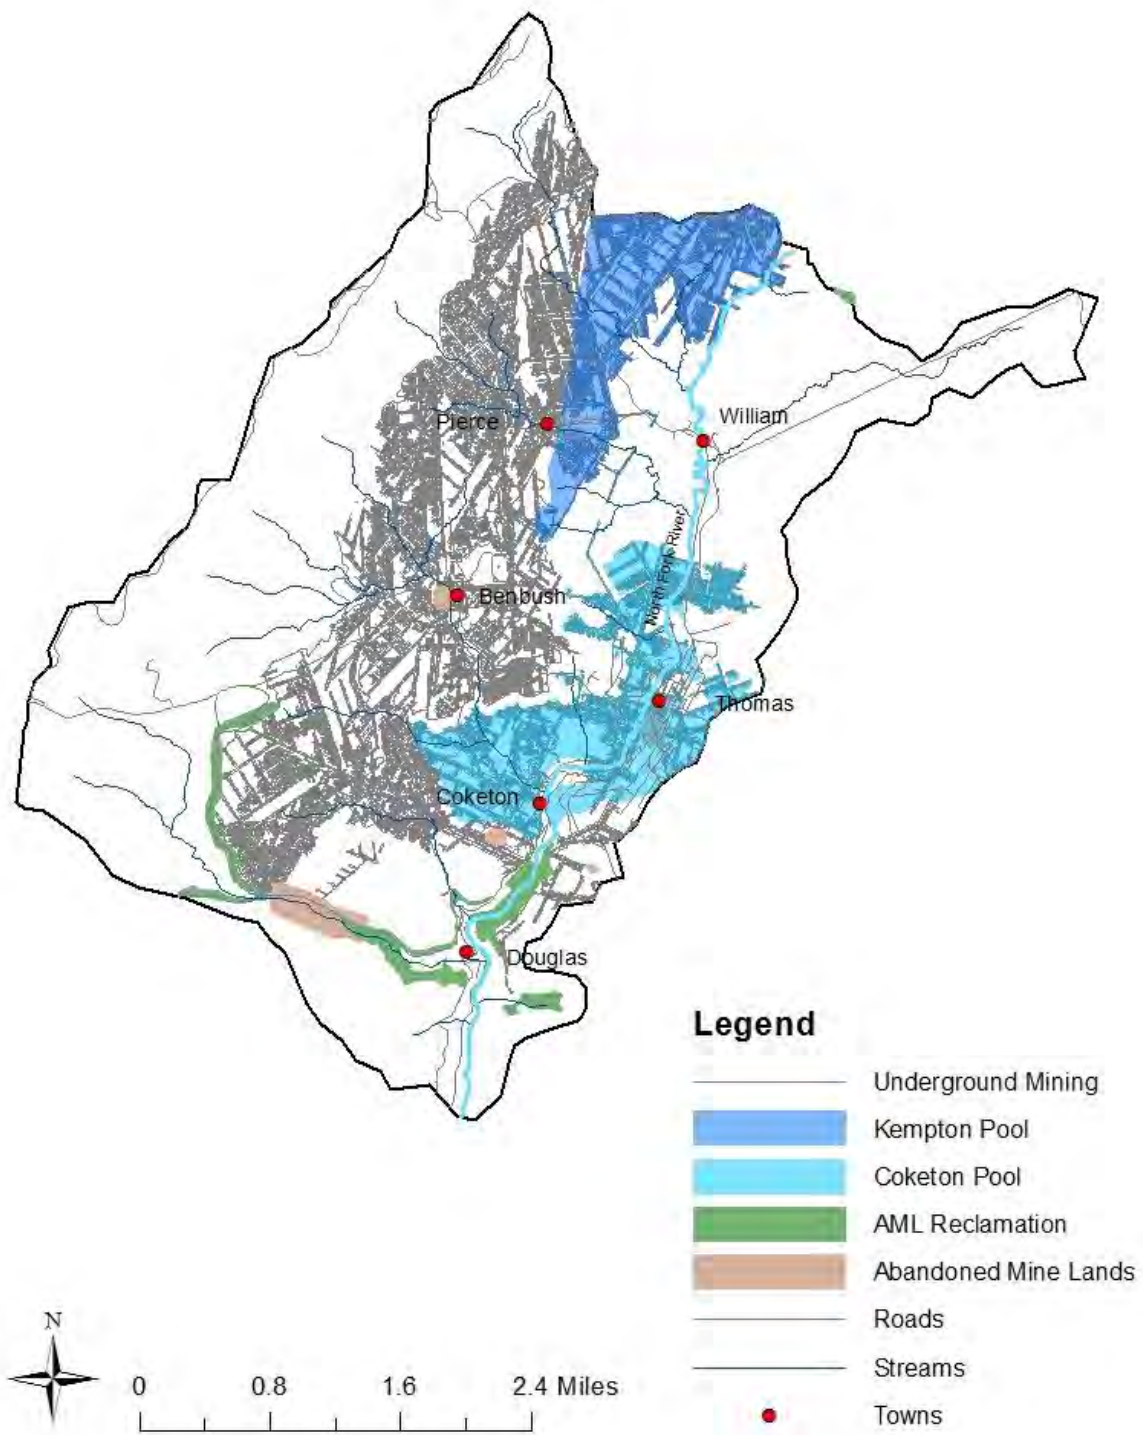 Pierce
William
North Fork River
Benbush
Thomas
Coketon
Douglas
Legend
Underground Mining
Kempton Pool
Coketon Pool
AML Reclamation
Abandoned Mine Lands
Roads
Streams
Towns
N
0 0.8 1.6 2.4 Miles